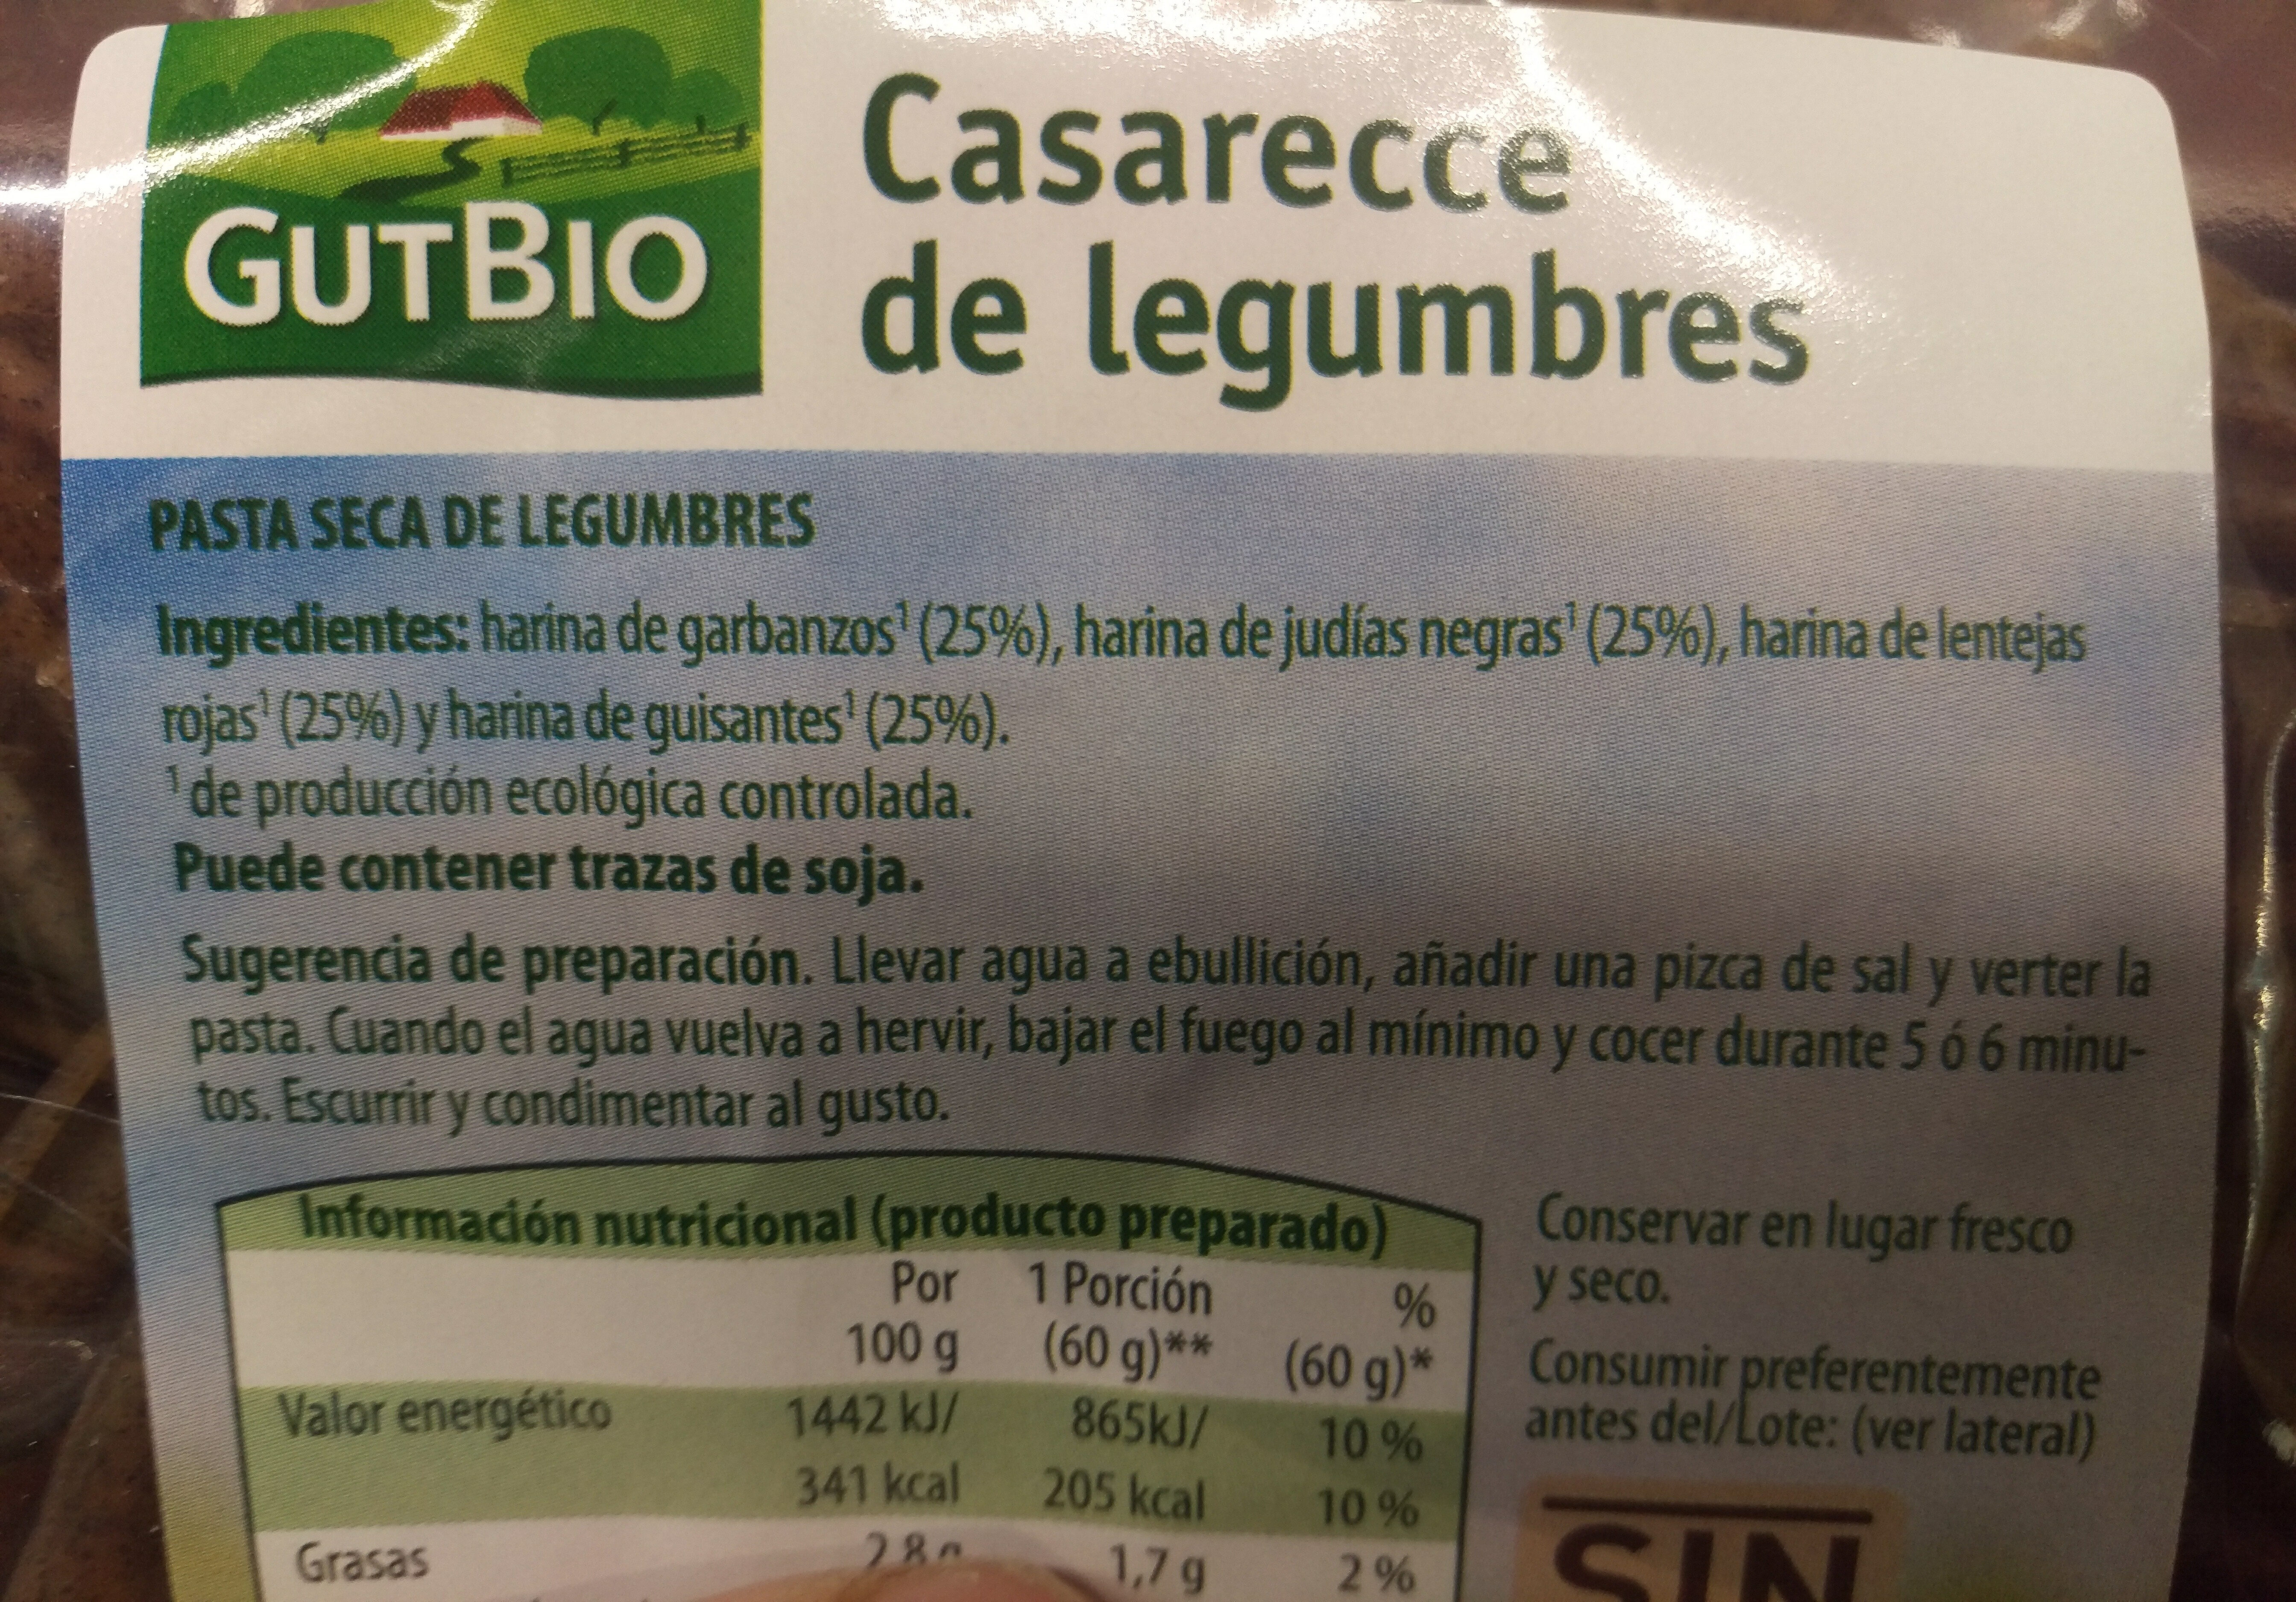 GUTBIO
Casarecce
de legumbres
PASTA SECA DE LEGUMBRES
Ingredientes: harina de garbanzos¹ (25%), harina de judías negras¹ (25%), harina de lentejas
rojas¹ (25%) y harina de guisantes¹ (25%).
¹ de producción ecológica controlada.
Puede contener trazas de soja.
Sugerencia de preparación. Llevar agua a ebullición, añadir una pizca de sal y verter la
pasta. Cuando el agua vuelva a hervir, bajar el fuego al mínimo y cocer durante 5 ó 6 minu-
tos. Escurrir y condimentar al gusto.
Información nutricional (producto preparado)
Por 1 Porción %
100 g (60 g)** (60 g)*
Valor energético 1442 kJ/ 865kJ/ 10 %
341 kcal 205 kcal 10 %
Grasas 2,8 g 1,7 g 2 %
Conservar en lugar fresco
y seco.
Consumir preferentemente
antes del/Lote: (ver lateral)
SIN